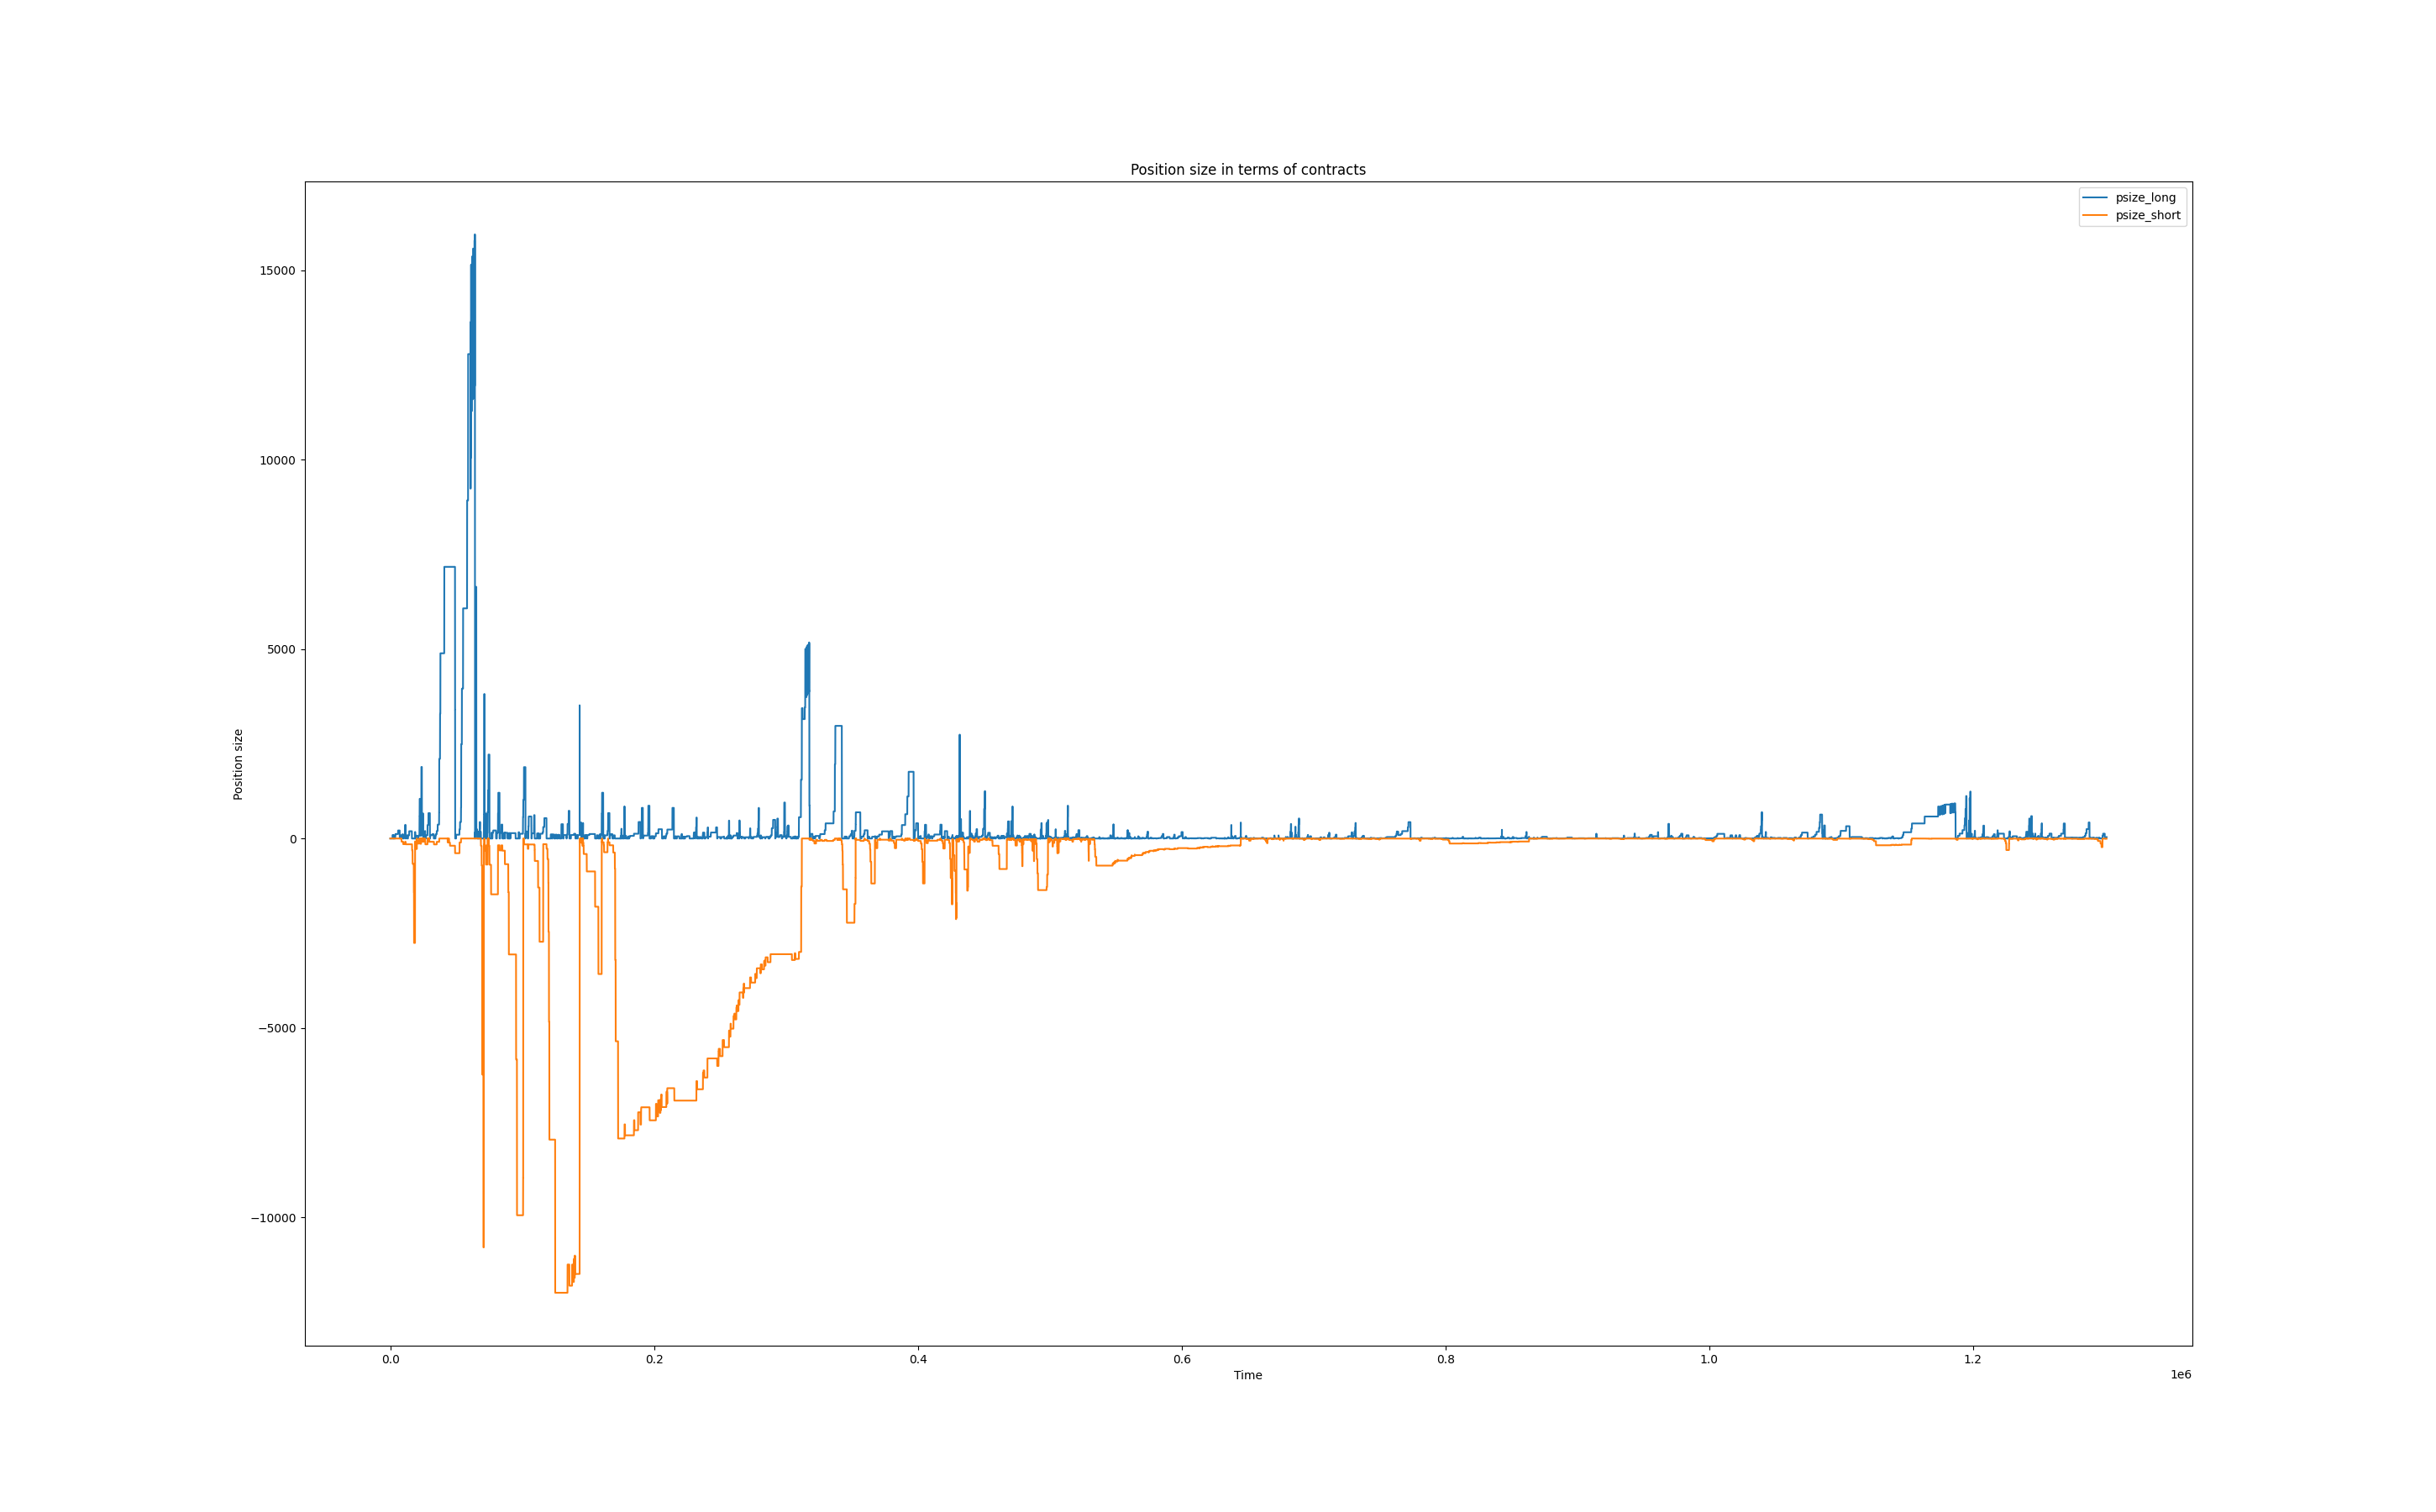 Position size in terms of contracts
psize_long
psize_short
15000
10000
5000
0
−5000
−10000
Position size
0.0 0.2 0.4 0.6 0.8 1.0 1.2
Time
1e6